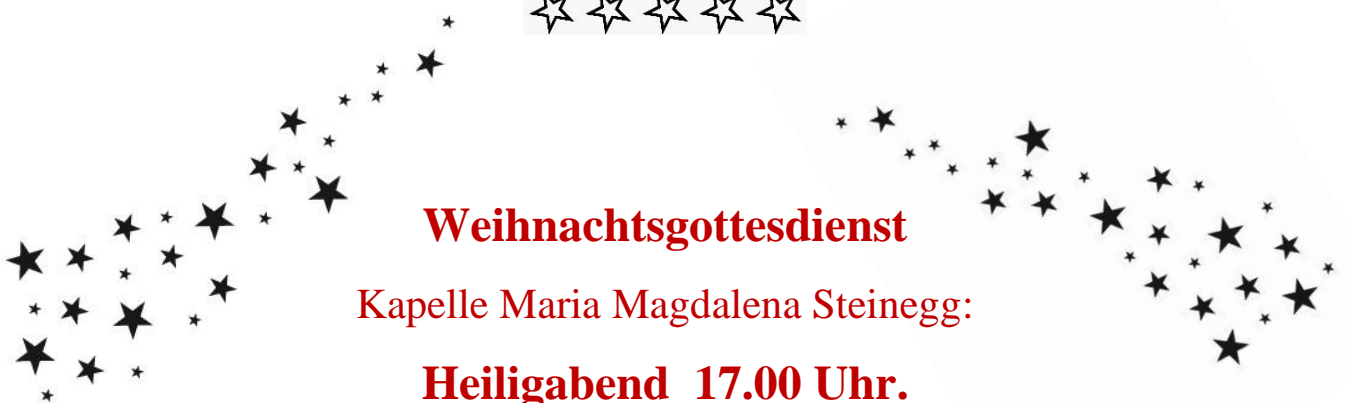 Weihnachtsgottesdienst
Kapelle Maria Magdalena Steinegg:
Heiligabend  17.00 Uhr.